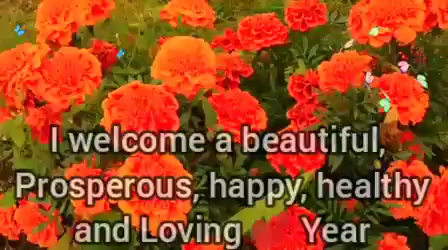 I welcome a beautiful,
Prosperous, happy, healthy
and Loving Year